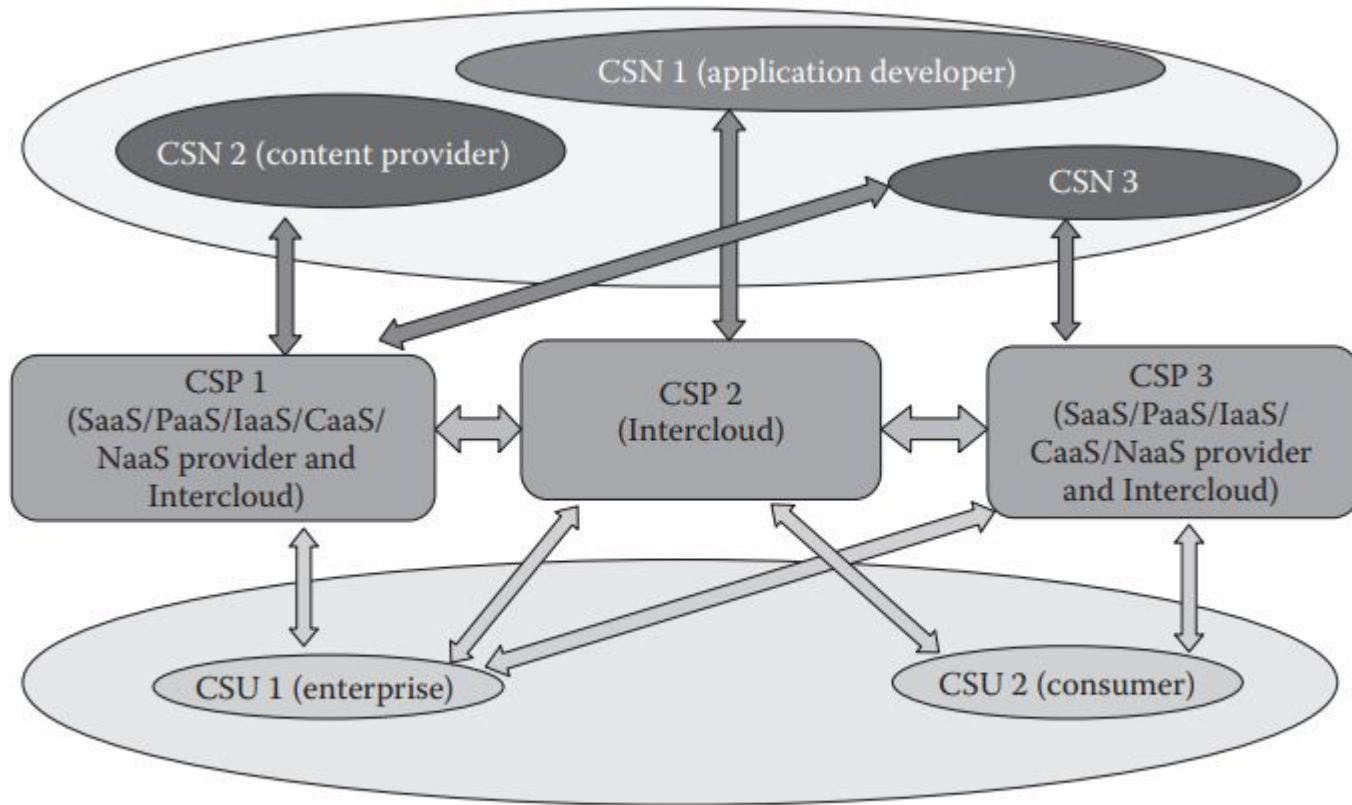 CSN 1 (application developer)
CSN 2 (content provider)
CSN 3
CSP 1
(SaaS/PaaS/IaaS/CaaS/
NaaS provider and
Intercloud)
CSP 2
(Intercloud)
CSP 3
(SaaS/PaaS/IaaS/
CaaS/NaaS provider
and Intercloud)
CSU 1 (enterprise)
CSU 2 (consumer)